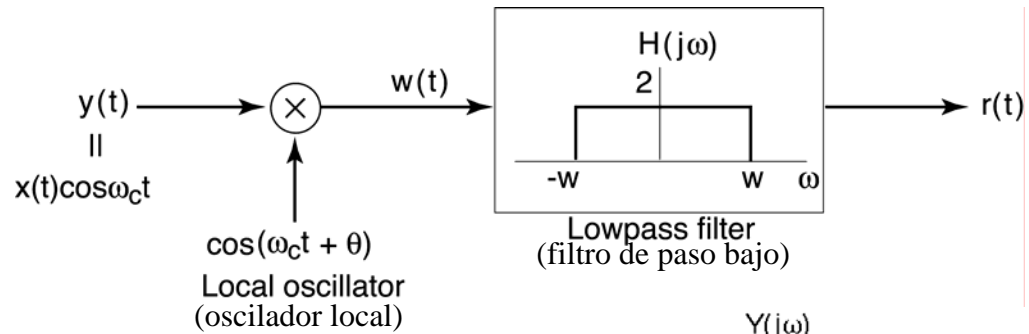 H(jω)
2
y(t)
w(t)
r(t)
=
x(t)cosω_ct
×
-w
w
ω
Lowpass filter
(filtro de paso bajo)
cos(ω_ct + θ)
Local oscillator
(oscilador local)
Y(jω)